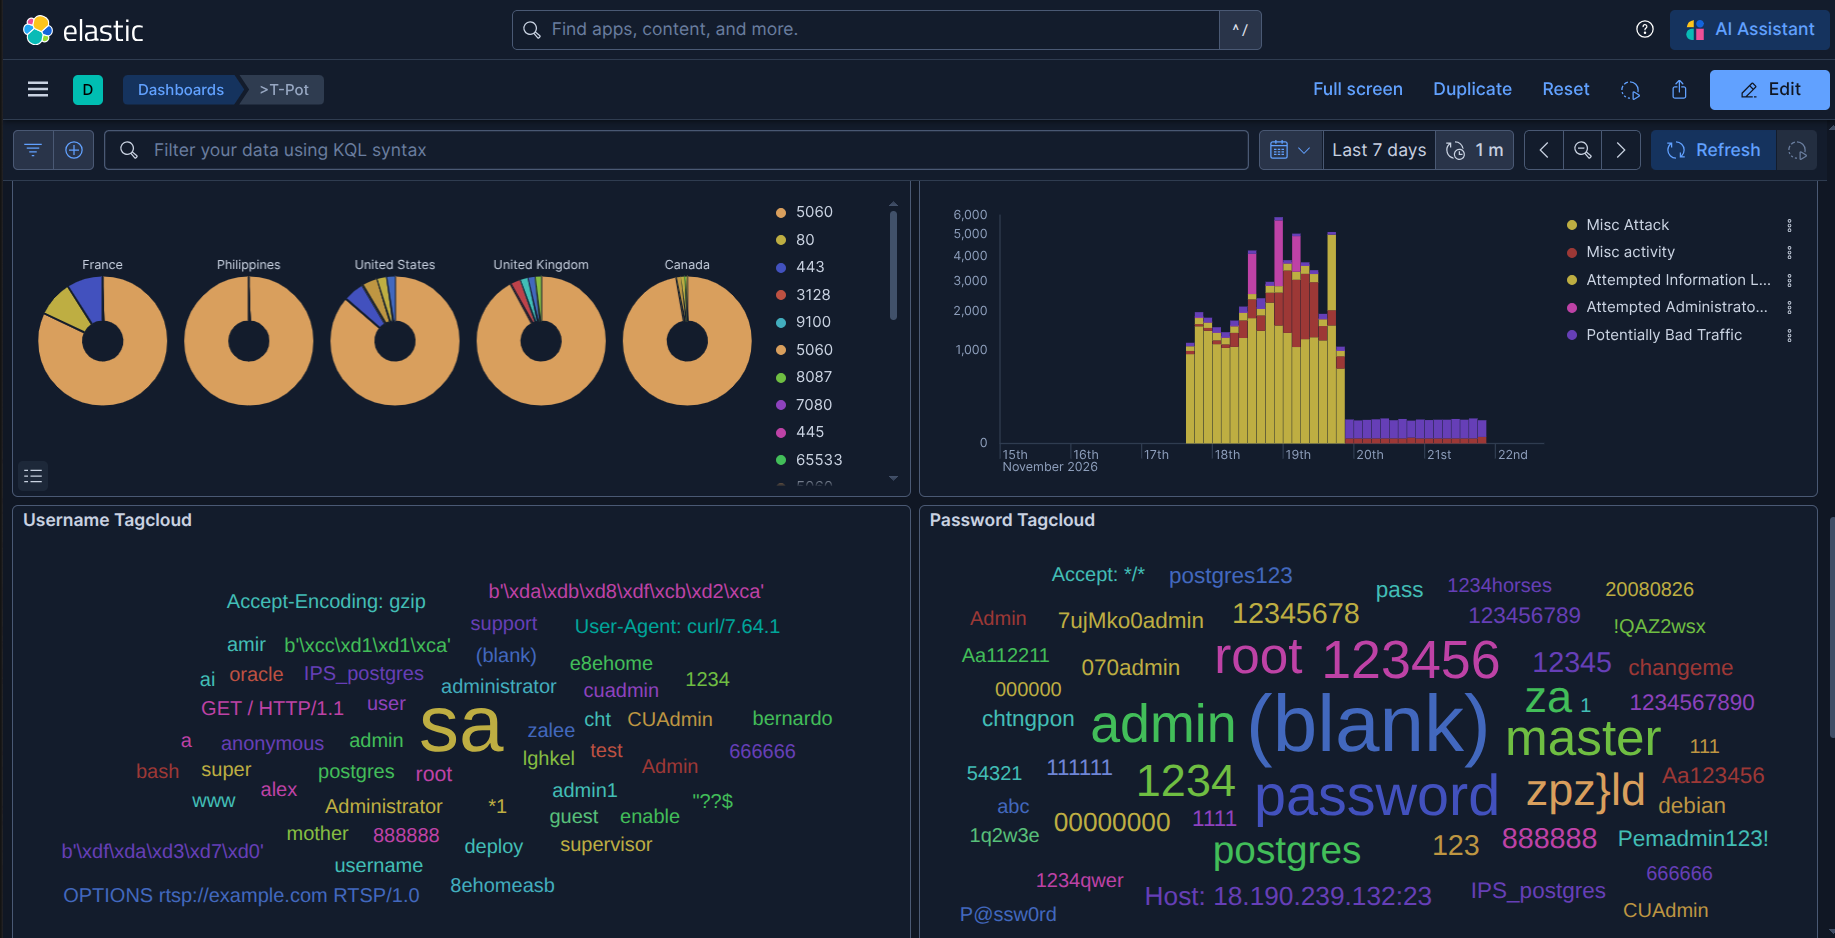 elastic
Find apps, content, and more.
^ /
AI Assistant
D
Dashboards
>T-Pot
Full screen
Duplicate
Reset
Edit
Filter your data using KQL syntax
Last 7 days
1 m
Refresh
France
Philippines
United States
United Kingdom
Canada
5060
80
443
3128
9100
5060
8087
7080
445
65533
5060
6,000
5,000
4,000
3,000
2,000
1,000
0
15th
16th
17th
18th
19th
20th
21st
22nd
November 2026
Misc Attack
Misc activity
Attempted Information L...
Attempted Administrato...
Potentially Bad Traffic
Username Tagcloud
b'\xda\xdb\xd8\xdf\xcb\xd2\xca'
Accept-Encoding: gzip
support
User-Agent: curl/7.64.1
amir
b'\xcc\xd1\xd1\xca'
(blank)
e8ehome
ai
oracle
IPS_postgres
administrator
cuadmin
1234
GET / HTTP/1.1
user
sa
zalee
cht
CUAdmin
bernardo
a
anonymous
admin
lghkel
test
666666
bash
super
postgres
root
Admin
www
alex
Administrator
*1
admin1
"??$
guest
enable
mother
888888
b'\xdf\xda\xd3\xd7\xd0'
deploy
supervisor
username
OPTIONS rtsp://example.com RTSP/1.0
8ehomeasb
Password Tagcloud
Accept: */*
postgres123
pass
1234horses
20080826
Admin
7ujMko0admin
12345678
123456789
!QAZ2wsx
Aa112211
070admin
root
123456
12345
changeme
000000
chtngpon
admin
(blank)
za
1
1234567890
master
111
54321
111111
1234
password
zpz}ld
Aa123456
abc
debian
1q2w3e
00000000
1111
postgres
123
888888
Pemadmin123!
1234qwer
Host: 18.190.239.132:23
IPS_postgres
666666
P@ssw0rd
CUAdmin